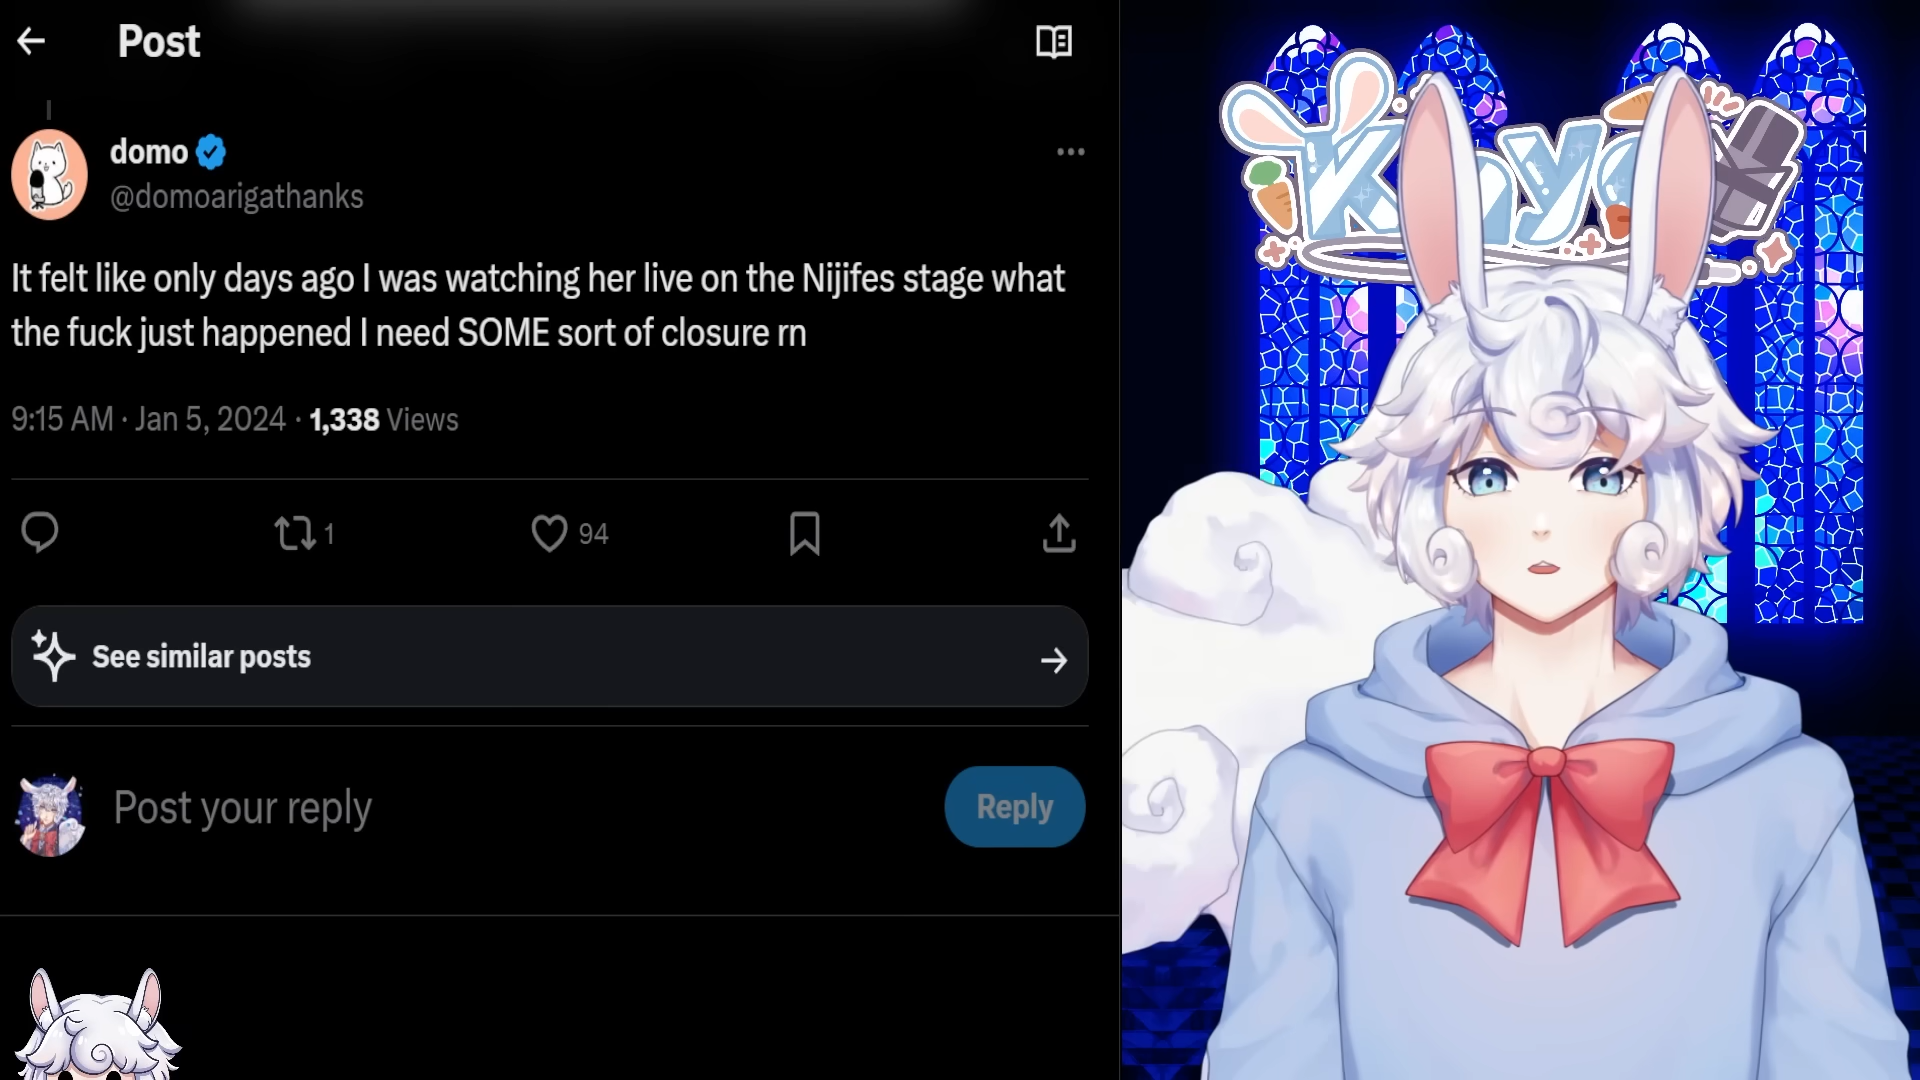 Post
domo
@domoarigathanks
It felt like only days ago I was watching her live on the Nijifes stage what
the fuck just happened I need SOME sort of closure rn
9:15 AM · Jan 5, 2024 · 1,338 Views
1
94
See similar posts
Post your reply
Reply